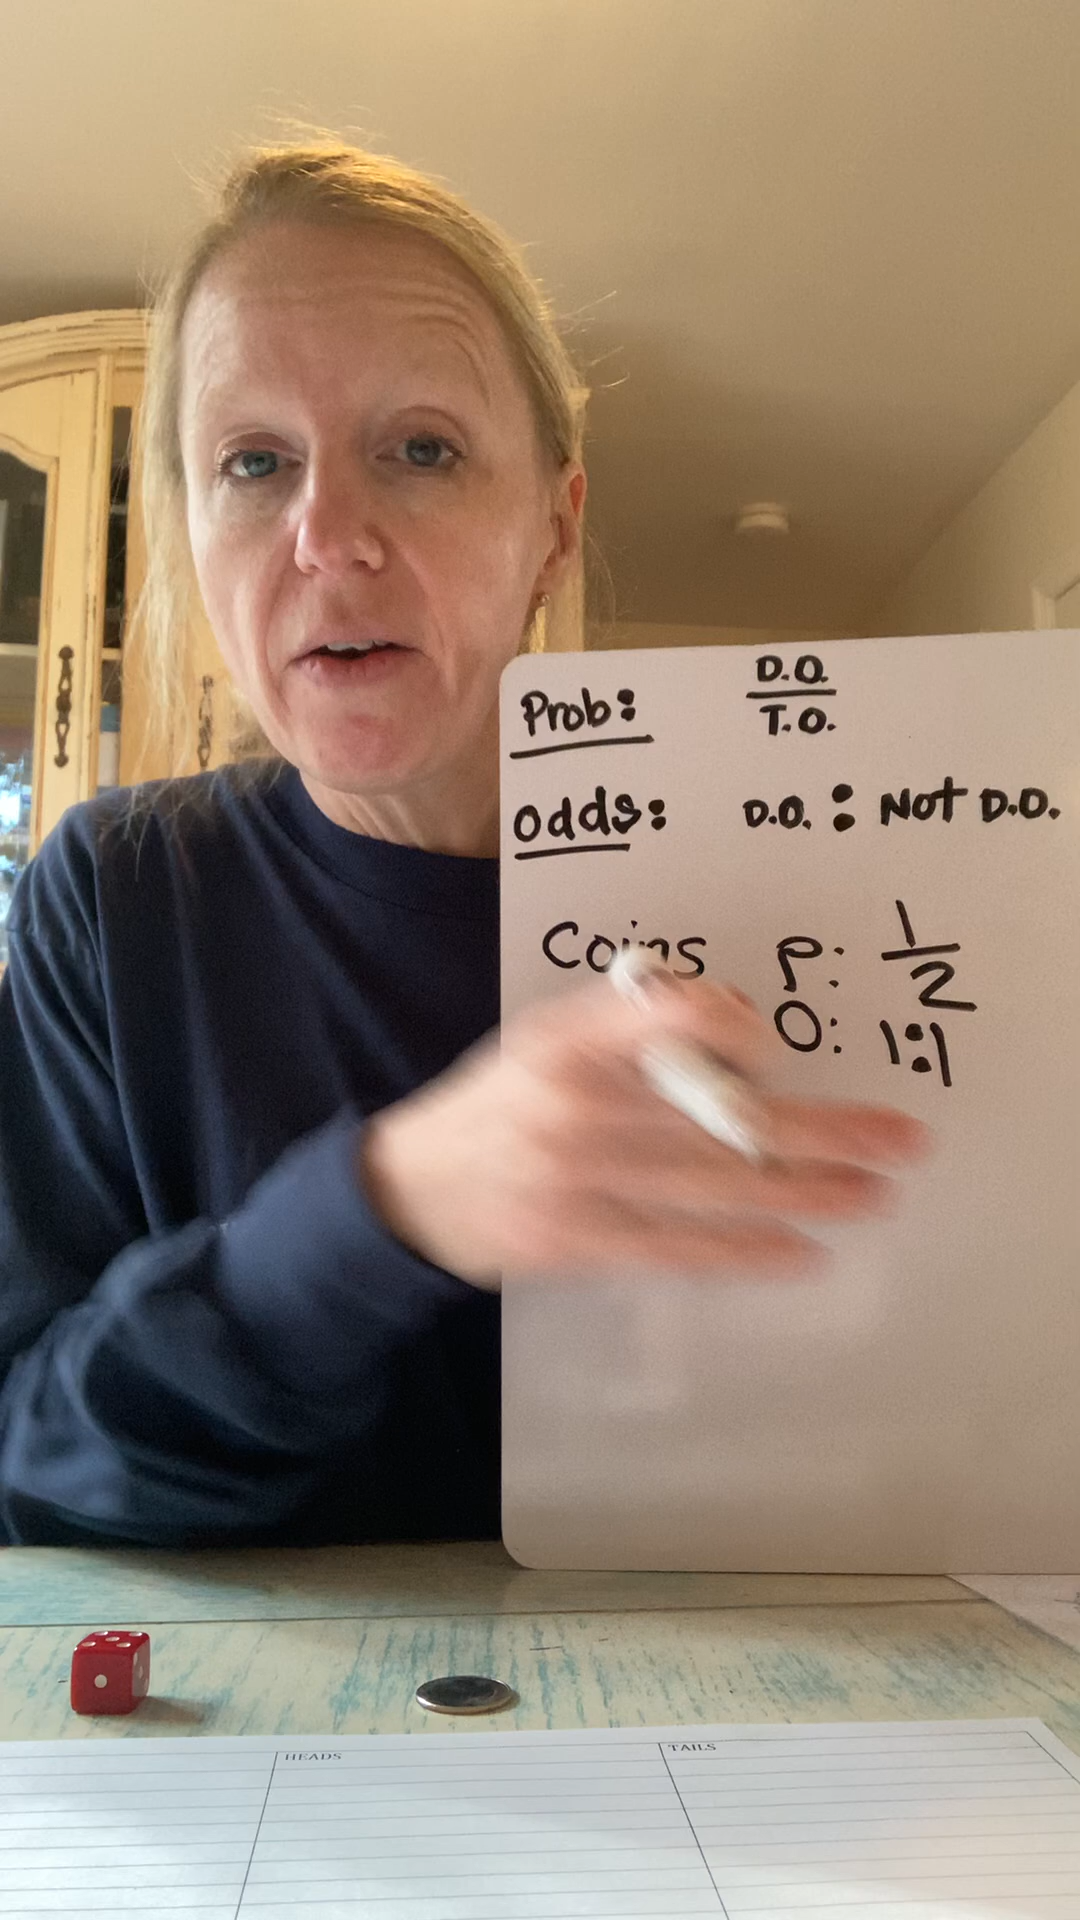 Prob: D.O.
T.O.
Odds: D.O. : Not D.O.
Coins P: 1
2
O: 1:1
HEADS TAILS